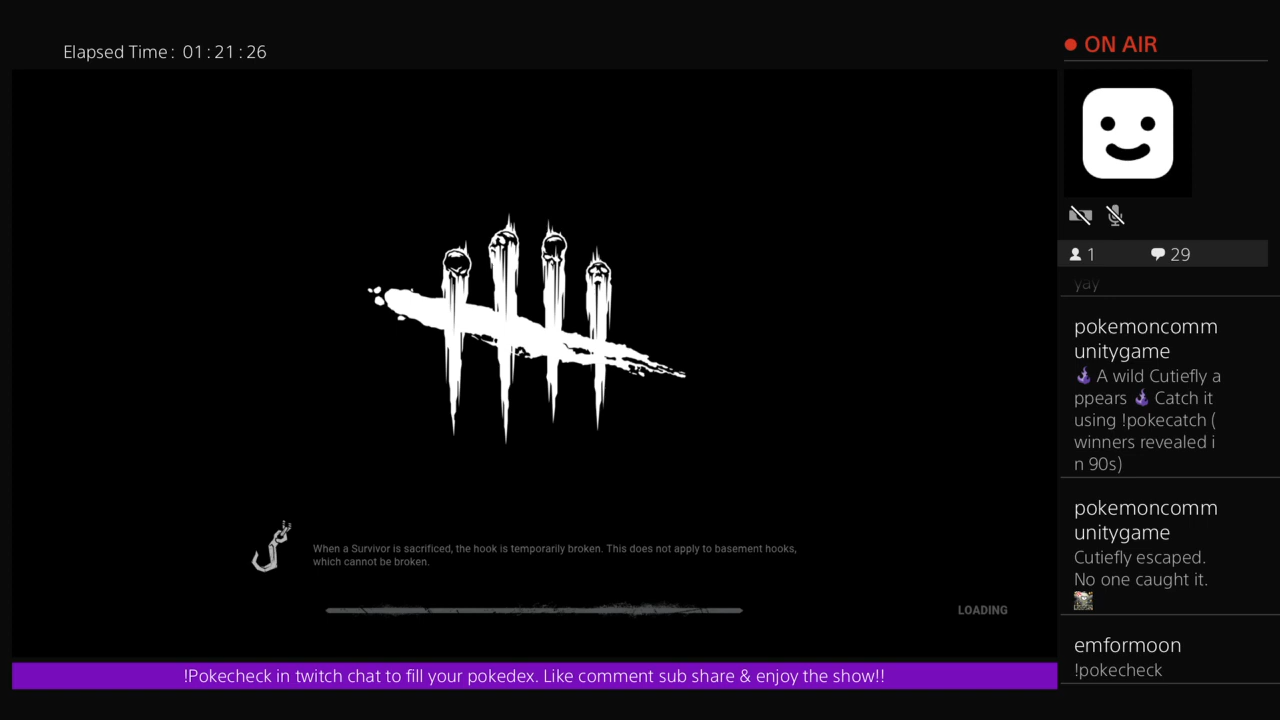 Elapsed Time: 01:21:26
ON AIR
1 29
yay
pokemoncomm
unitygame
A wild Cutiefly a
ppears Catch it
using !pokecatch (
winners revealed i
n 90s)
pokemoncomm
unitygame
Cutiefly escaped.
No one caught it.
emformoon
!pokecheck
When a Survivor is sacrificed, the hook is temporarily broken. This does not apply to basement hooks,
which cannot be broken.
LOADING
!Pokecheck in twitch chat to fill your pokedex. Like comment sub share & enjoy the show!!